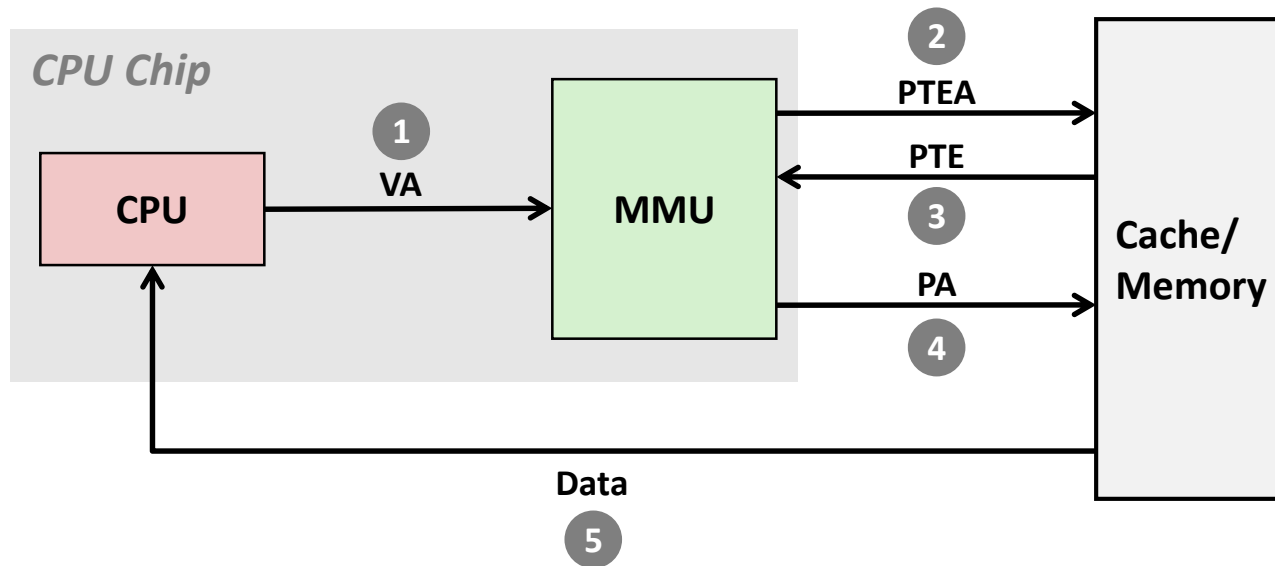 2
CPU Chip
PTEA
1
PTE
VA
CPU
MMU
3
Cache/
Memory
PA
4
Data
5